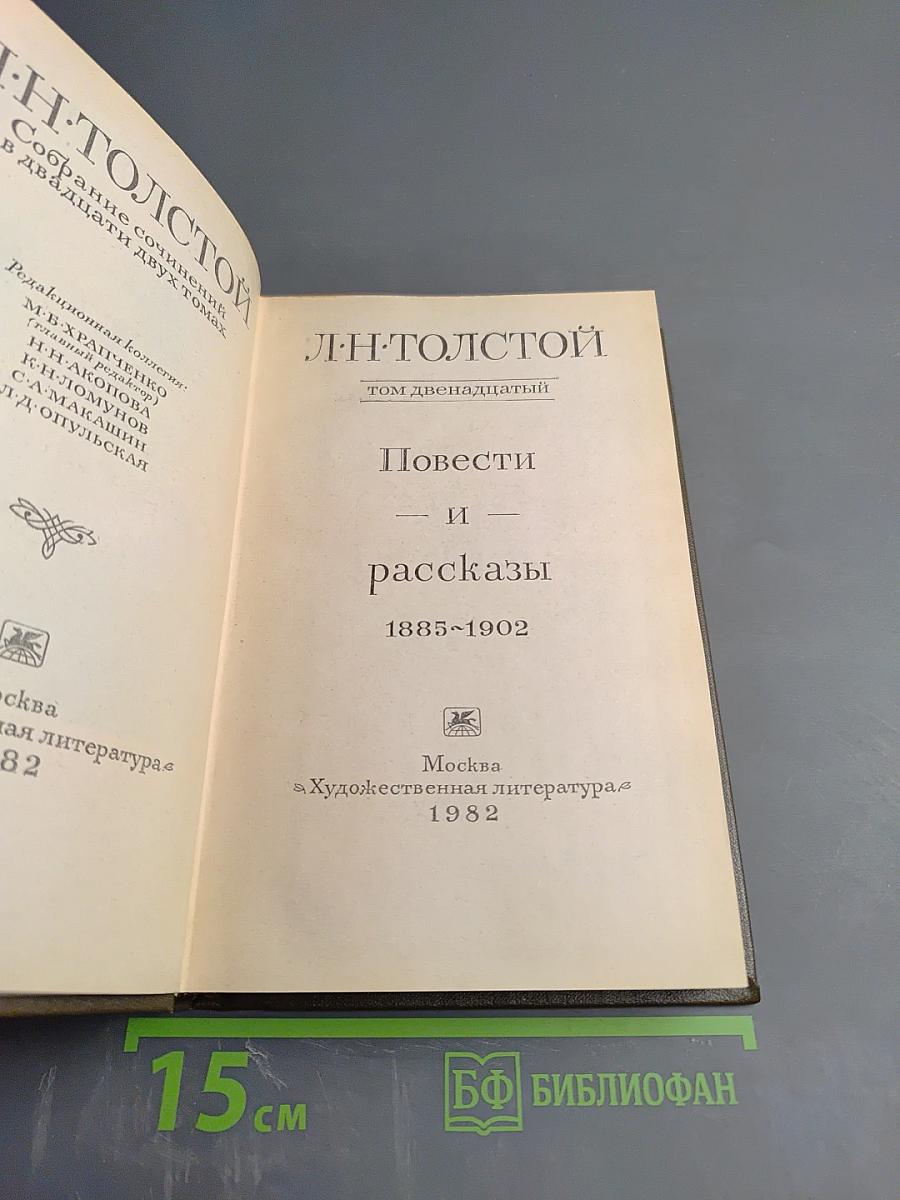 Н·ТОЛСТОЙ
Собрание сочинений
в двадцати двух томах
Редакционная коллегия:
М·Б·ХРАПЧЕНКО
(главный редактор)
Н·Н·АКОПОВА
К·Н·ЛОМУНОВ
С·А·МАКАШИН
Л·Д·ОПУЛЬСКАЯ
литература»
82
Л·Н·ТОЛСТОЙ
том двенадцатый
Повести
— и —
рассказы
1885~1902
Москва
«Художественная литература»
1982
15 см
БФ БИБЛИОФАН